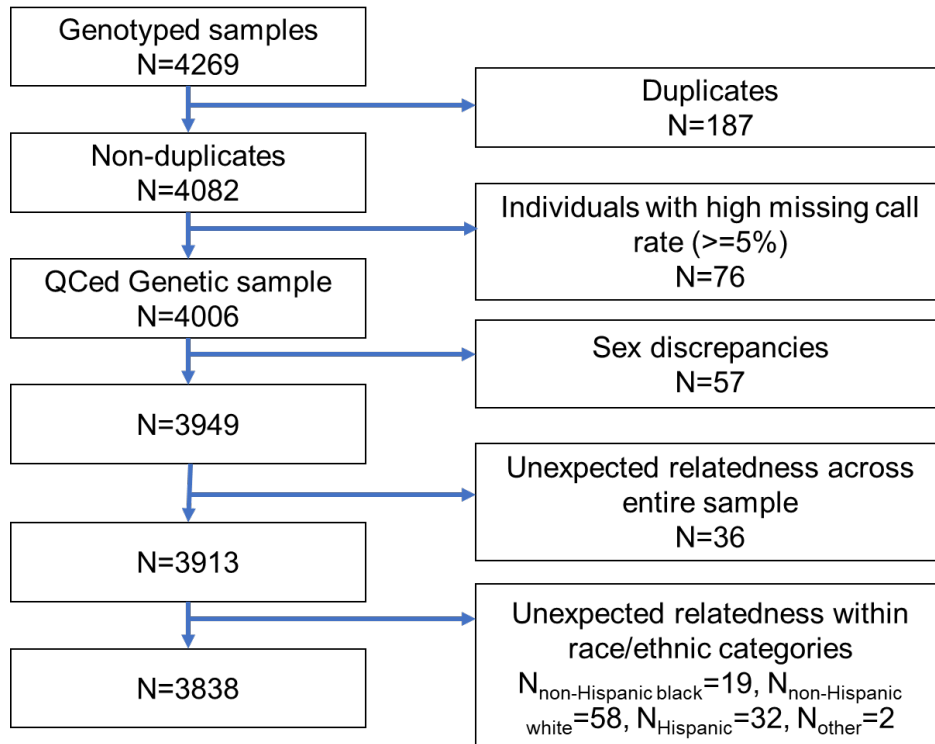 Genotyped samples
N=4269
Duplicates
N=187
Non-duplicates
N=4082
Individuals with high missing call
rate (>=5%)
N=76
QCed Genetic sample
N=4006
Sex discrepancies
N=57
N=3949
Unexpected relatedness across
entire sample
N=36
N=3913
Unexpected relatedness within
race/ethnic categories
Nnon-Hispanic black=19, Nnon-Hispanic
white=58, NHispanic=32, Nother=2
N=3838